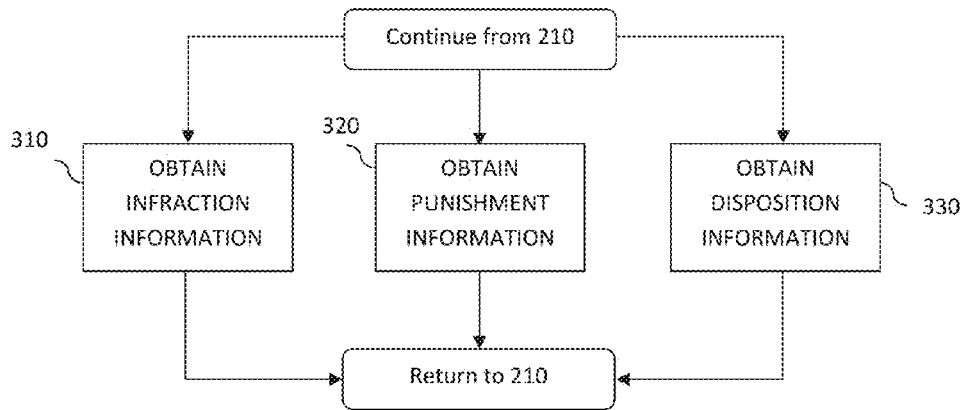 Continue from 210
310
OBTAIN
INFRACTION
INFORMATION
320
OBTAIN
PUNISHMENT
INFORMATION
OBTAIN
DISPOSITION
INFORMATION
330
Return to 210